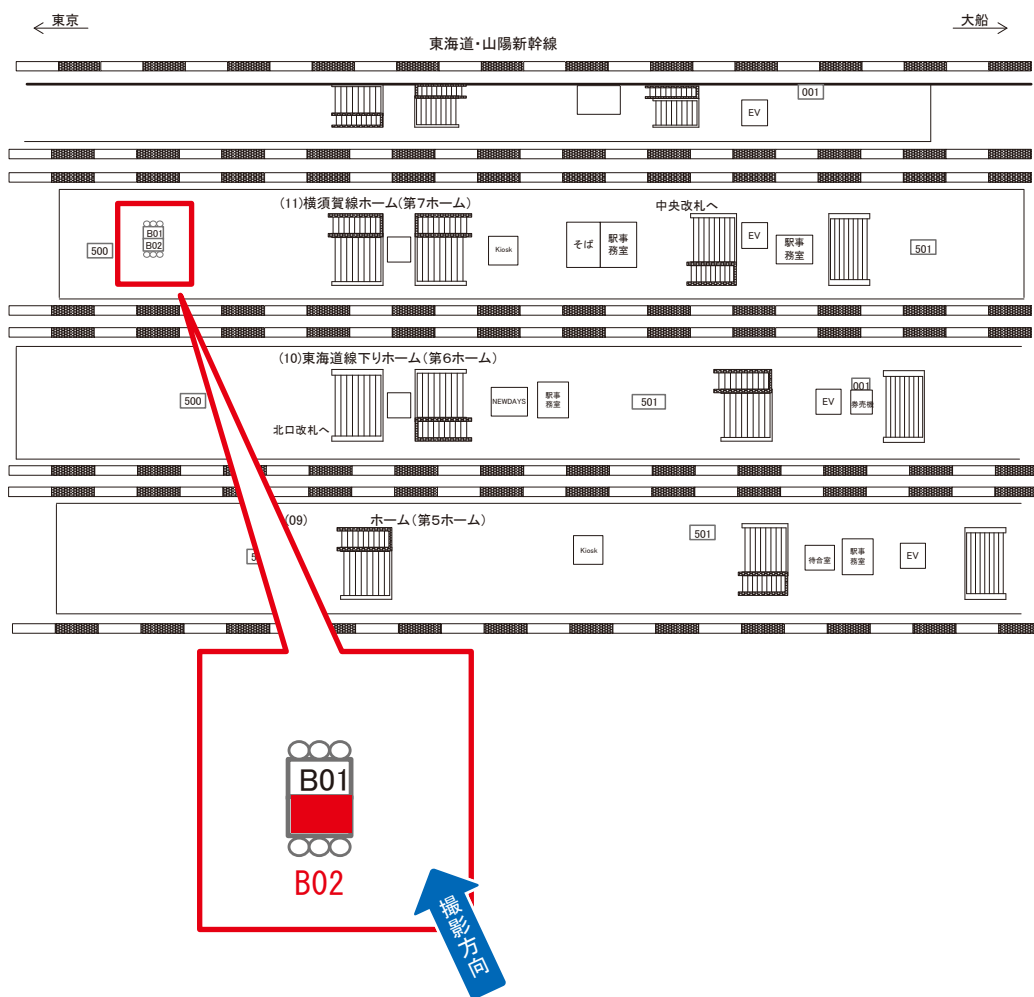 東京
大船
東海道・山陽新幹線
001
EV
(11)横須賀線ホーム(第7ホーム)
中央改札へ
B01
B02
500
Kiosk
そば
駅事
務室
EV
駅事
務室
501
(10)東海道線下りホーム(第6ホーム)
500
北口改札へ
NEWDAYS
駅事
務室
501
EV
001
券売機
(09)
ホーム(第5ホーム)
Kiosk
501
待合室
駅事
務室
EV
B01
B02
撮影方向